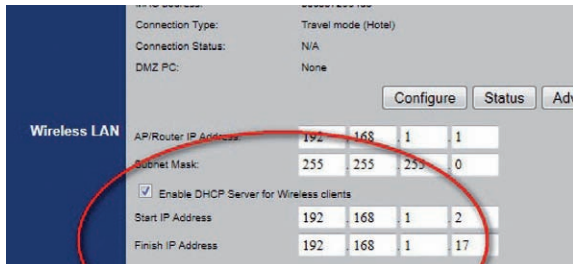 Connection Type: Travel mode (Hotel)
Connection Status: N/A
DMZ PC: None
Configure Status
Wireless LAN
AP/Router IP Address: 192 . 168 . 1 . 1
Subnet Mask: 255 . 255 . 255 . 0
Enable DHCP Server for Wireless clients
Start IP Address 192 . 168 . 1 . 2
Finish IP Address 192 . 168 . 1 . 17